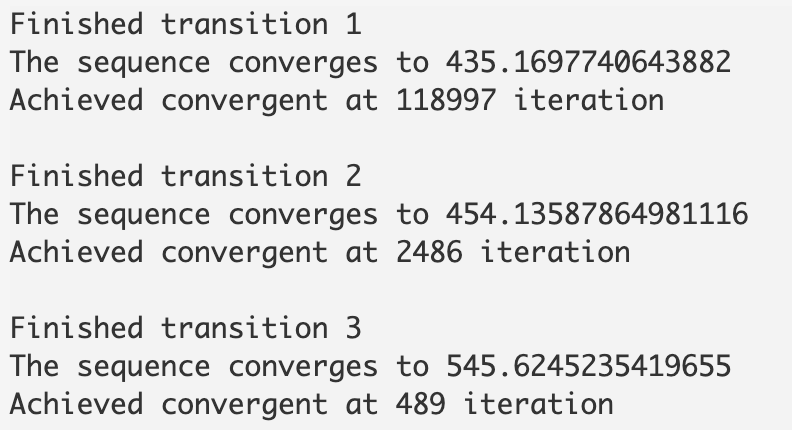 Finished transition 1
The sequence converges to 435.1697740643882
Achieved convergent at 118997 iteration
Finished transition 2
The sequence converges to 454.13587864981116
Achieved convergent at 2486 iteration
Finished transition 3
The sequence converges to 545.6245235419655
Achieved convergent at 489 iteration